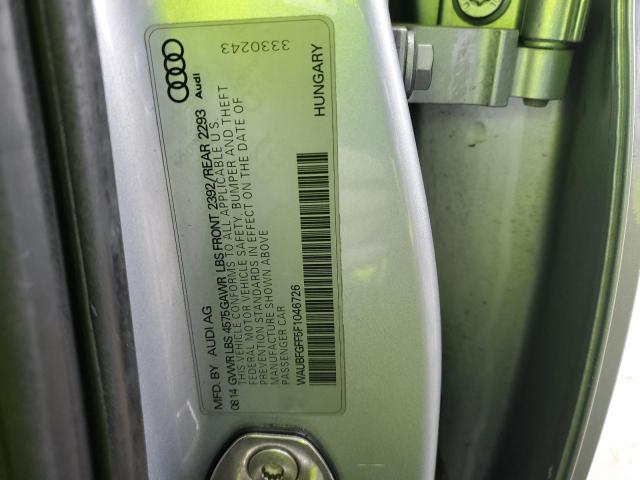 3330243
Audi
MFD. BY AUDI AG
08 14 GVWR LBS 4575 GAWR LBS FRONT 2392/REAR 2293
THIS VEHICLE CONFORMS TO ALL APPLICABLE U S
FEDERAL MOTOR VEHICLE SAFETY, BUMPER AND THEFT
PREVENTION STANDARDS IN EFFECT ON THE DATE OF
MANUFACTURE SHOWN ABOVE
PASSENGER CAR
WAUBFGFF5F1046726
HUNGARY